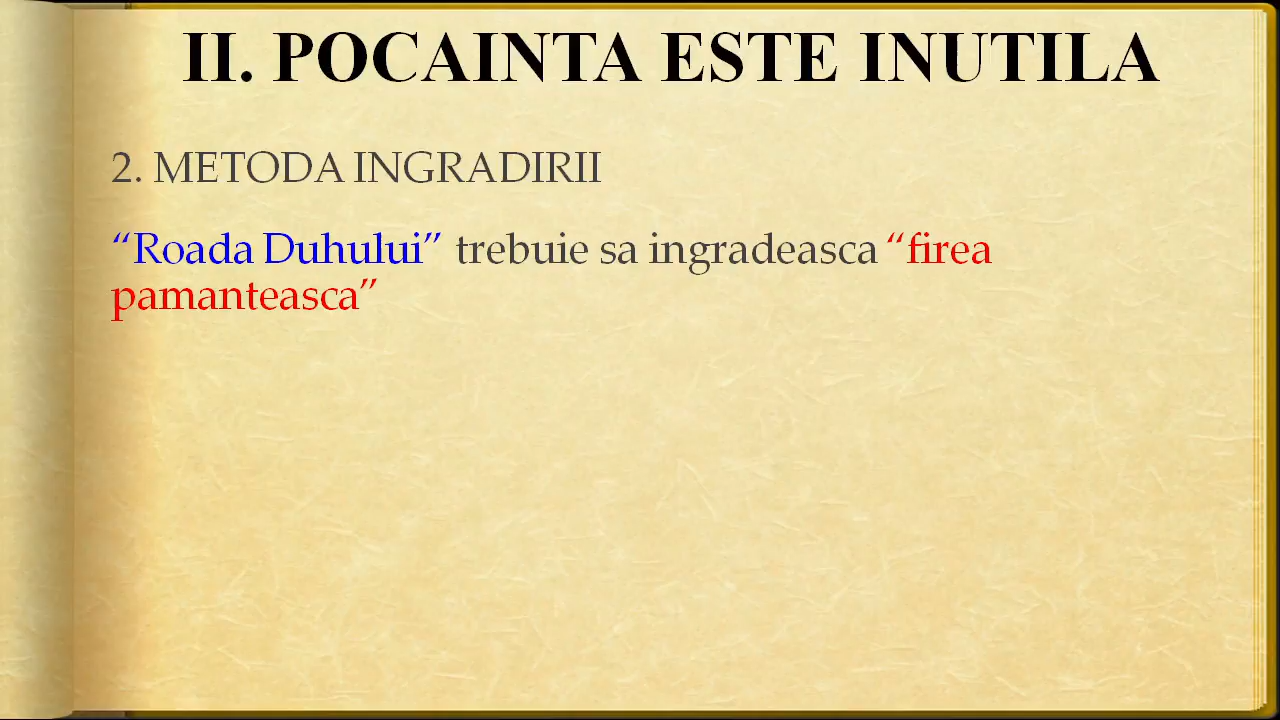 II. POCAINTA ESTE INUTILA
2. METODA INGRADIRII
“Roada Duhului” trebuie sa ingradeasca “firea
pamanteasca”